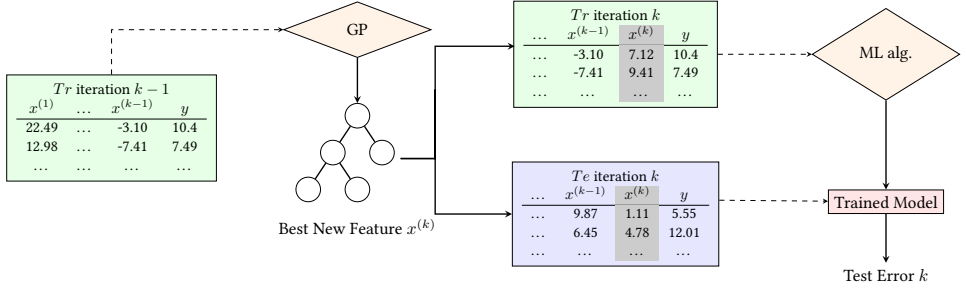 Tr iteration k − 1
x^(1) … x^(k−1) y
22.49 … -3.10 10.4
12.98 … -7.41 7.49
… … …
GP
Best New Feature x^(k)
Tr iteration k
… x^(k−1) x^(k) y
… -3.10 7.12 10.4
… -7.41 9.41 7.49
… … … …
Te iteration k
… x^(k−1) x^(k) y
… 9.87 1.11 5.55
… 6.45 4.78 12.01
… … … …
ML alg.
Trained Model
Test Error k